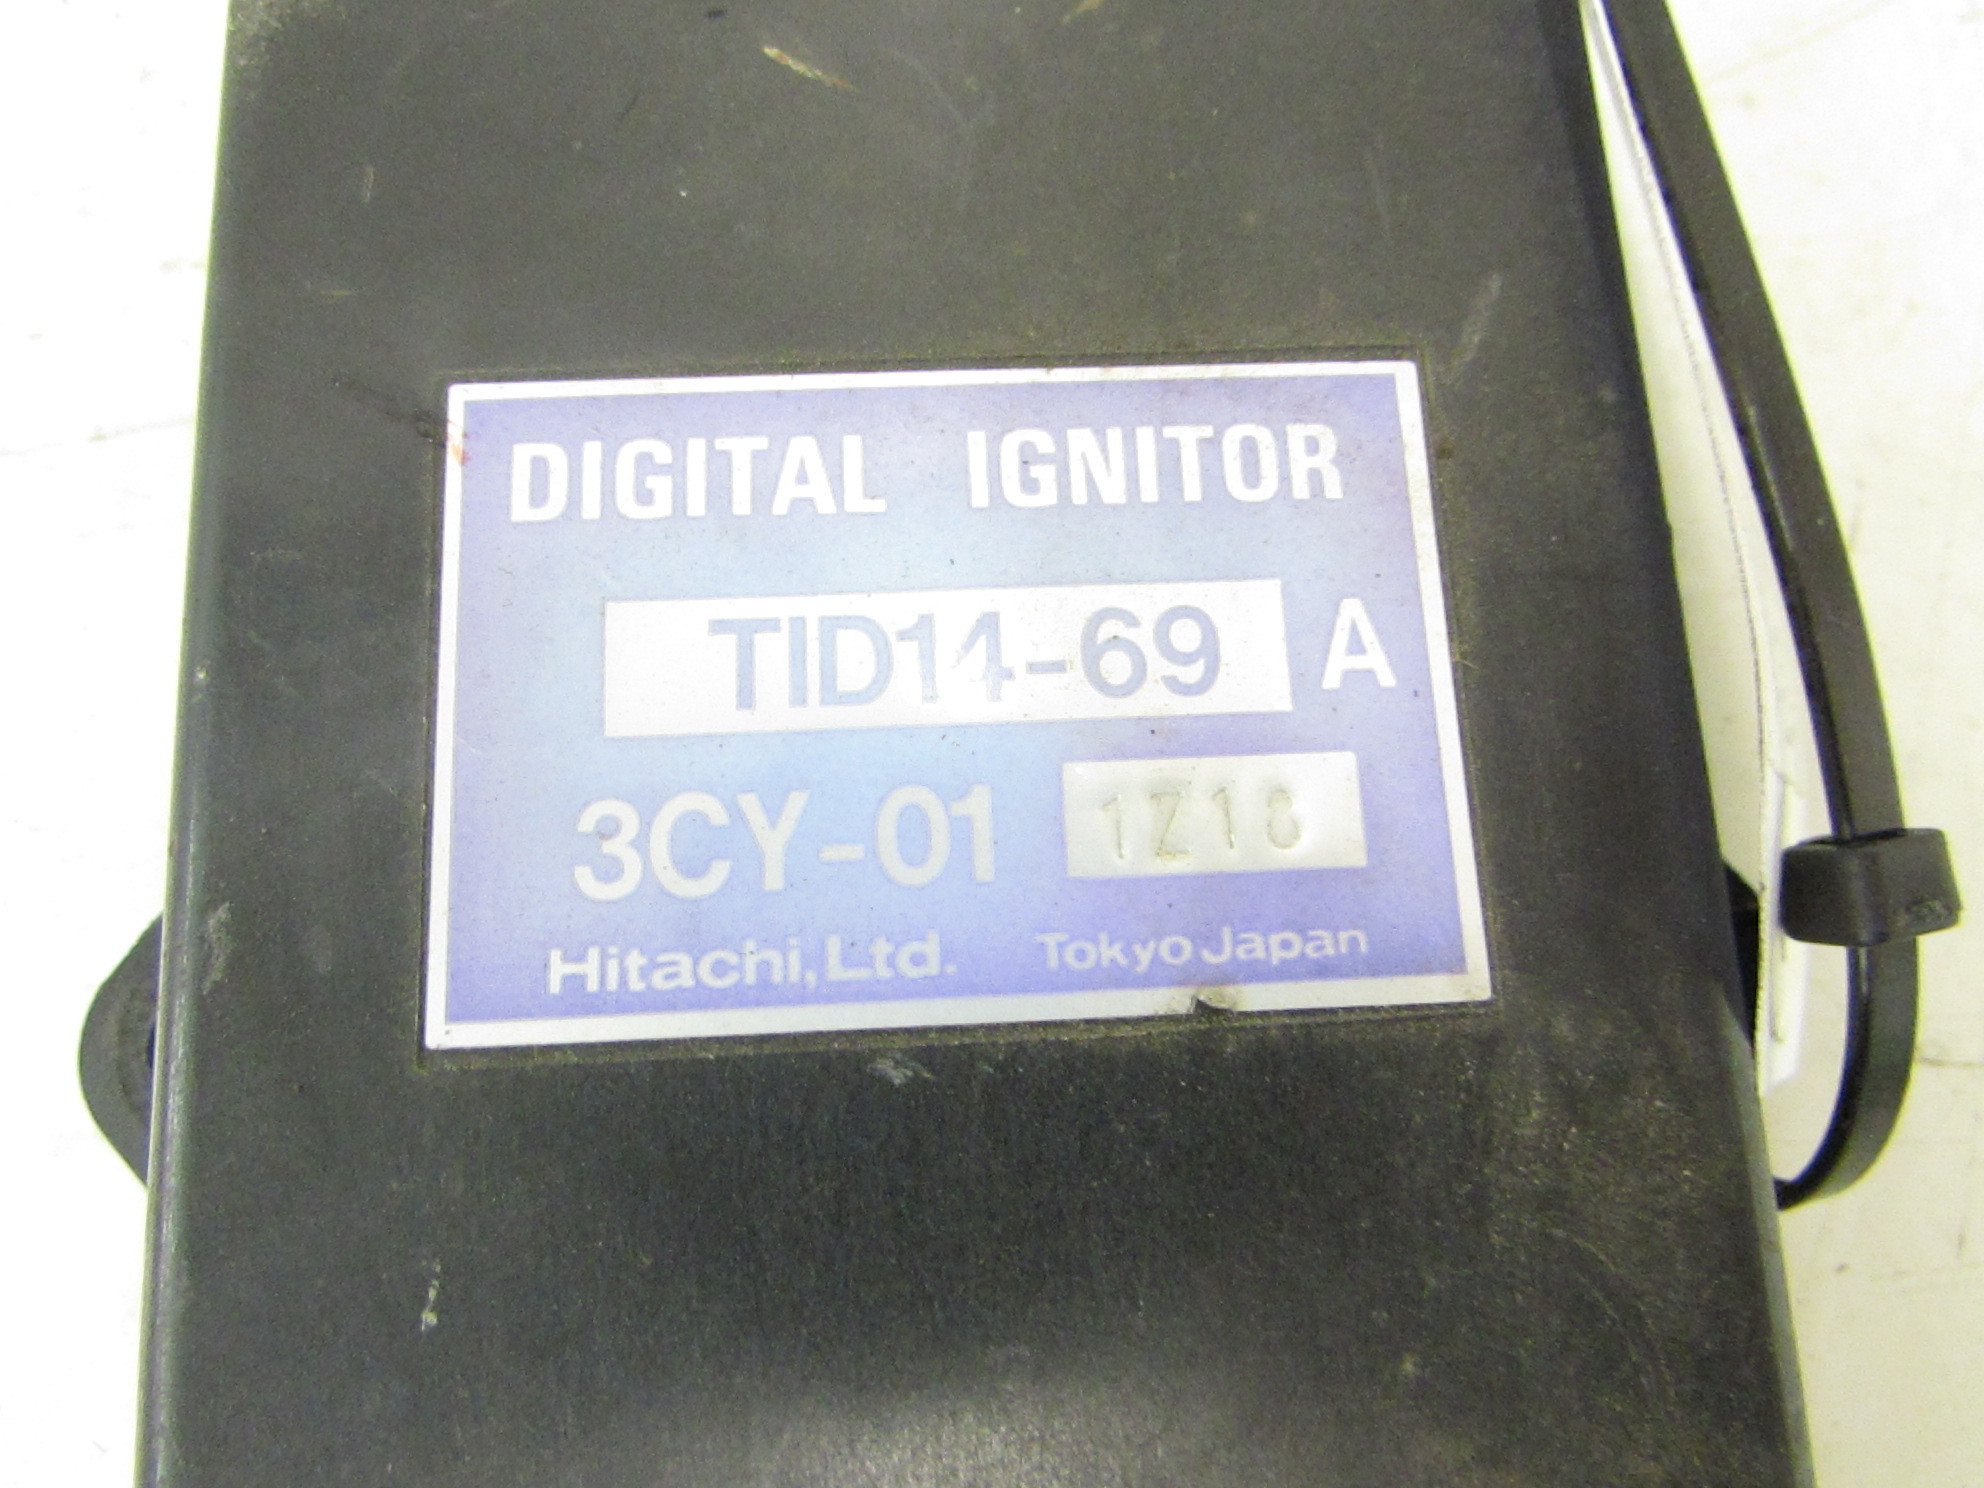 DIGITAL IGNITOR
TID14-69 A
3CY-01 1Z18
Hitachi, Ltd. Tokyo Japan